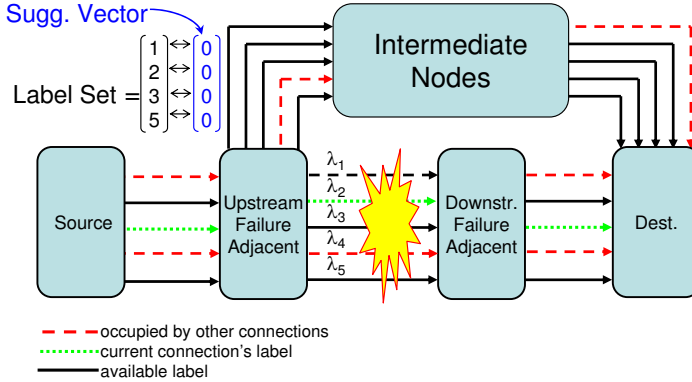 Sugg. Vector
Label Set =
1 ↔ 0
2 ↔ 0
3 ↔ 0
5 ↔ 0
Intermediate
Nodes
Source
Upstream
Failure
Adjacent
λ1
λ2
λ3
λ4
λ5
Downstr.
Failure
Adjacent
Dest.
occupied by other connections
current connection's label
available label